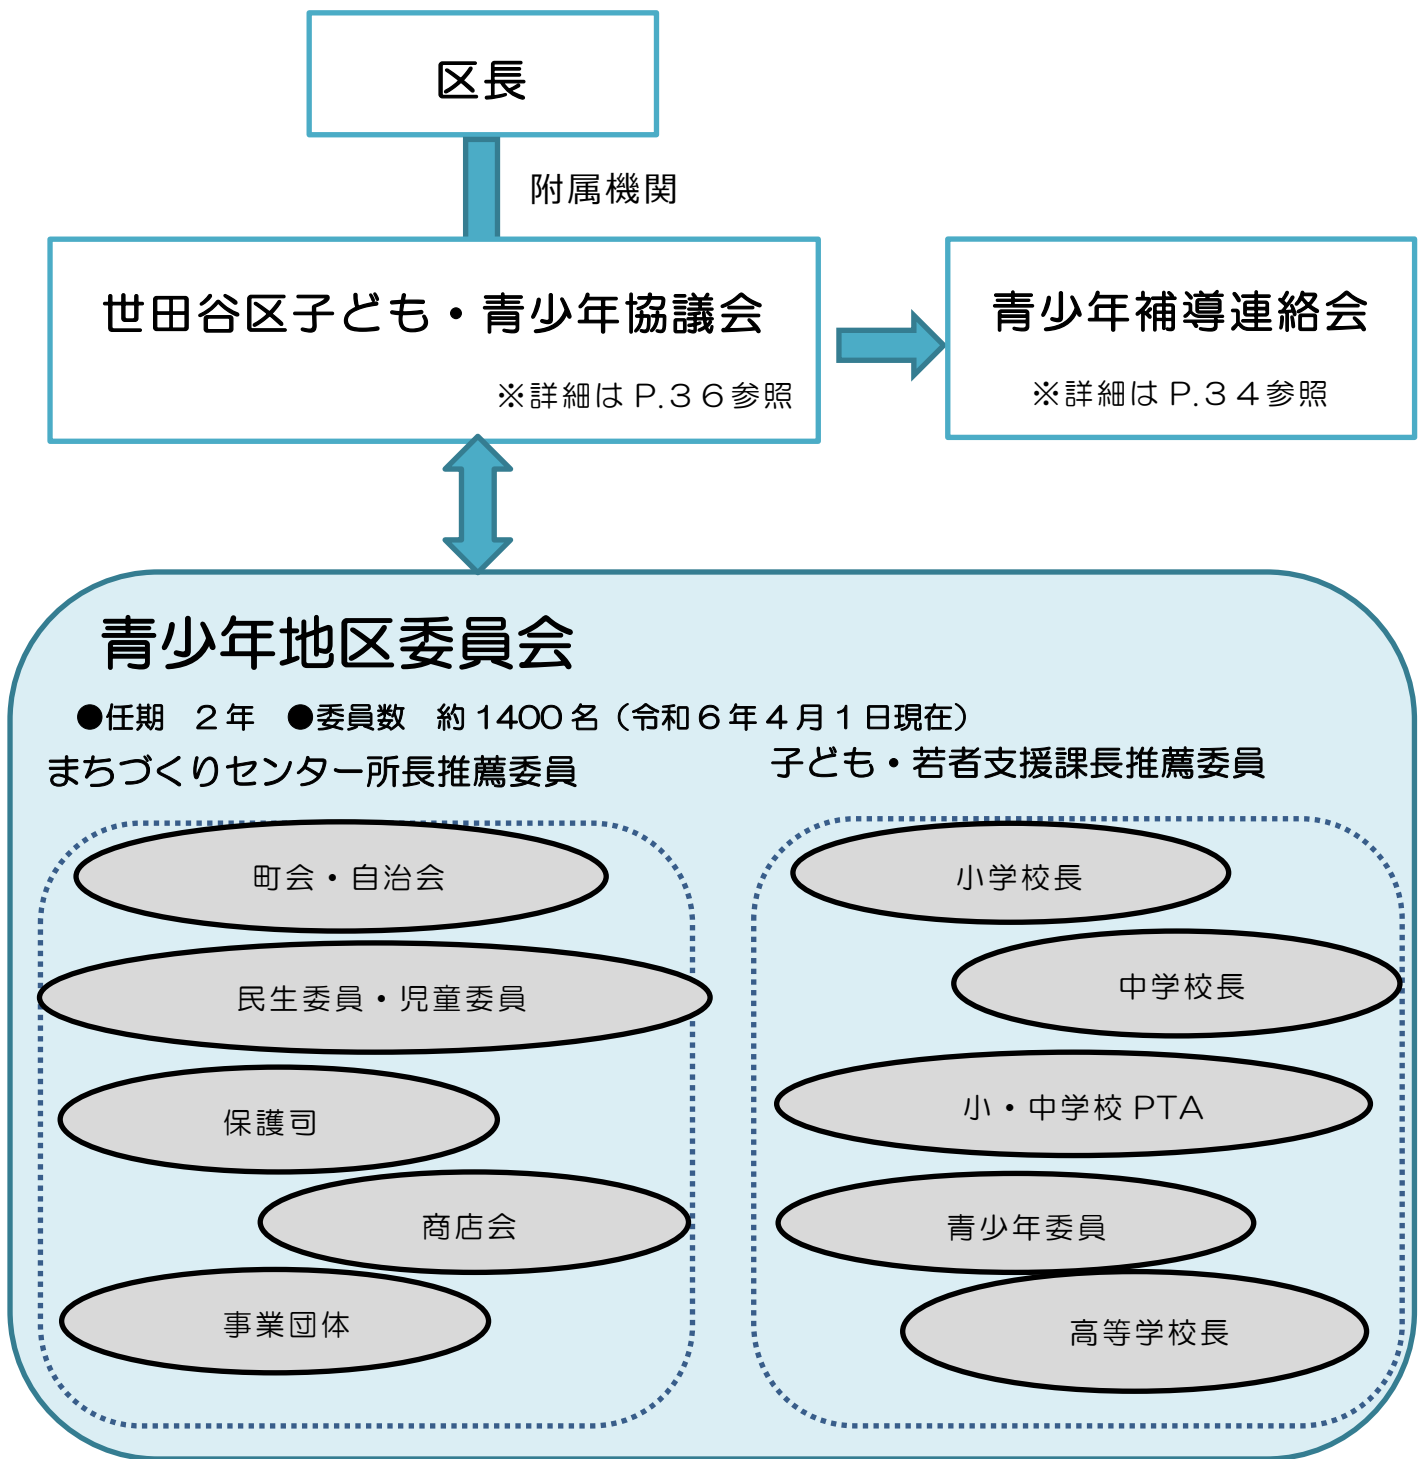 区長
附属機関
世田谷区子ども・青少年協議会
※詳細は P.３６参照
青少年補導連絡会
※詳細は P.３４参照
青少年地区委員会
●任期　２年　●委員数　約 1400 名（令和６年４月１日現在）
まちづくりセンター所長推薦委員
町会・自治会
民生委員・児童委員
保護司
商店会
事業団体
子ども・若者支援課長推薦委員
小学校長
中学校長
小・中学校 PTA
青少年委員
高等学校長